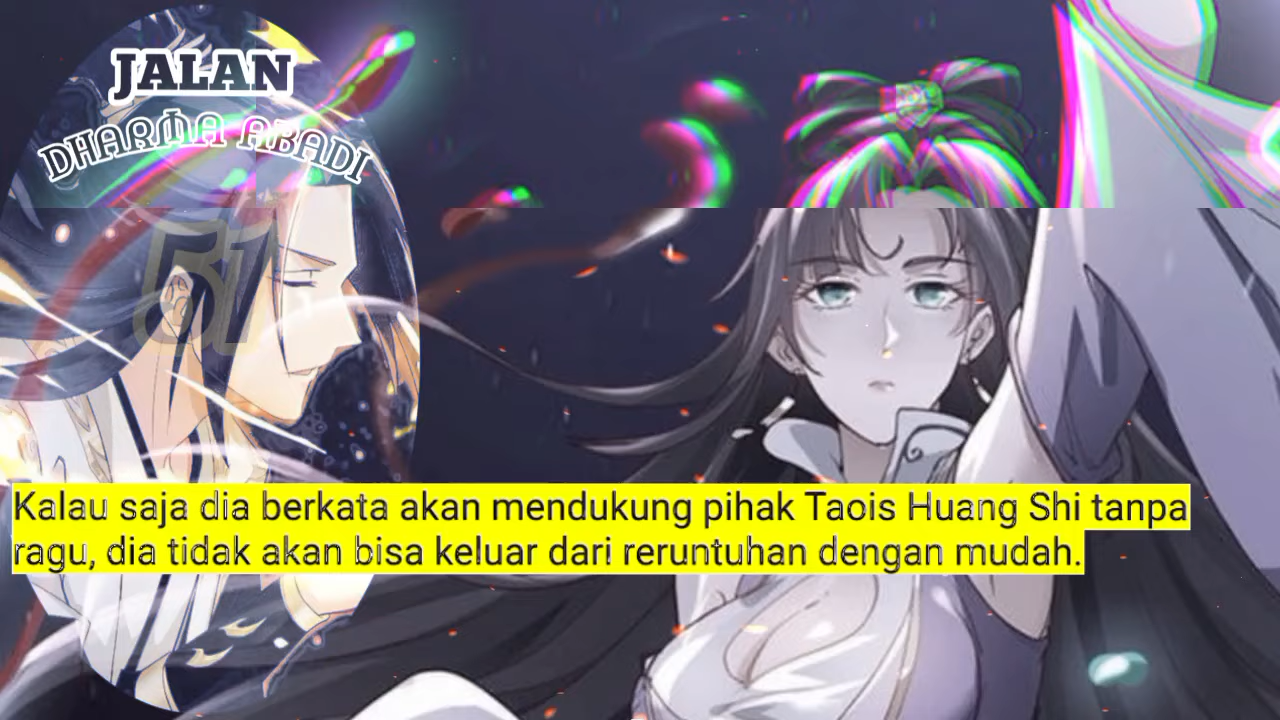 JALAN
DHARMA ABADI
51
Kalau saja dia berkata akan mendukung pihak Taois Huang Shi tanpa
ragu, dia tidak akan bisa keluar dari reruntuhan dengan mudah.